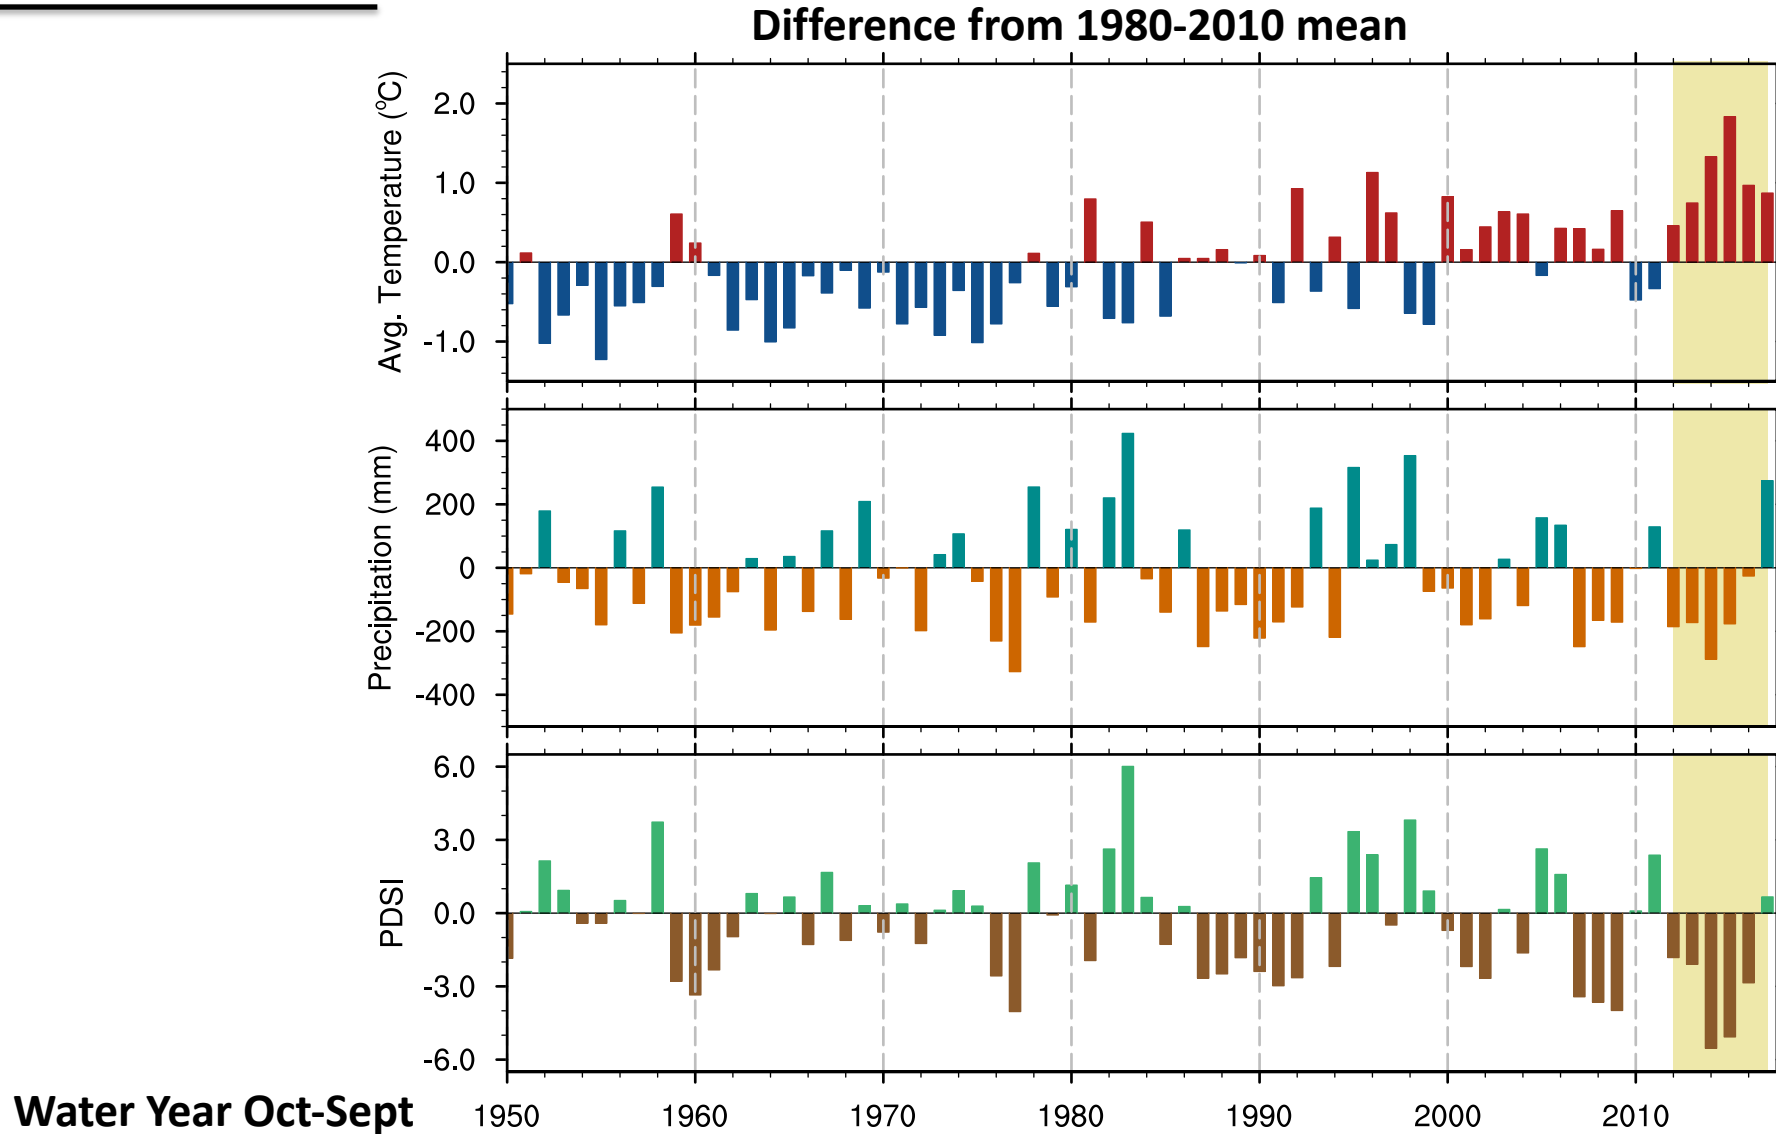 Difference from 1980-2010 mean
Avg. Temperature (°C)
2.0
1.0
0.0
-1.0
Precipitation (mm)
400
200
0
-200
-400
PDSI
6.0
3.0
0.0
-3.0
-6.0
Water Year Oct-Sept
1950 1960 1970 1980 1990 2000 2010